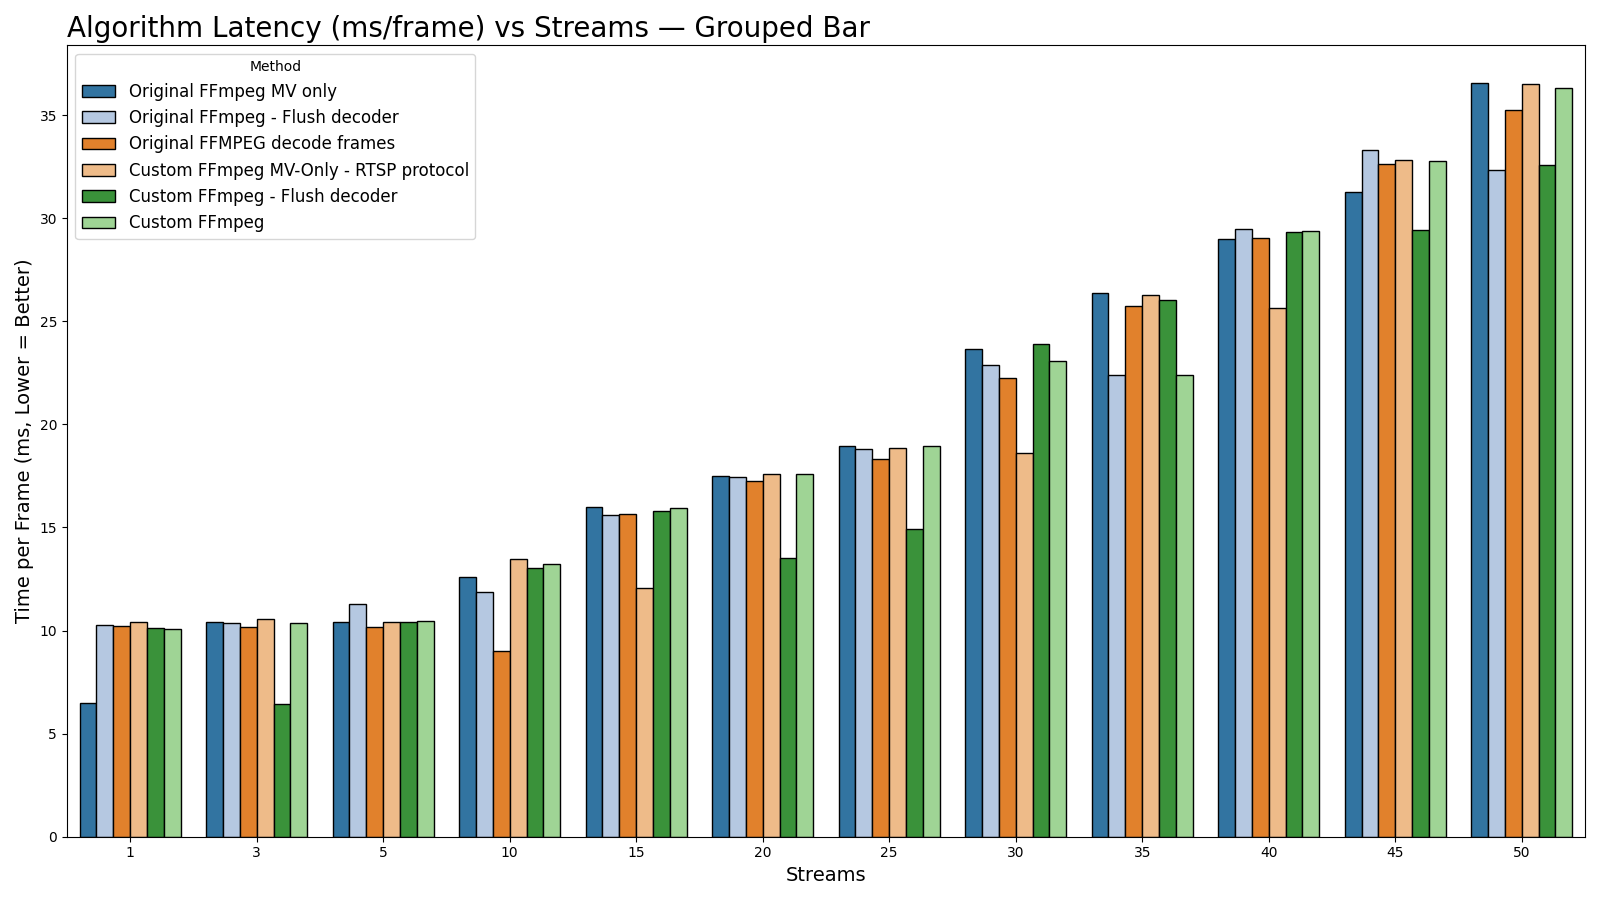 Algorithm Latency (ms/frame) vs Streams — Grouped Bar
Method
Original FFmpeg MV only
Original FFmpeg - Flush decoder
Original FFMPEG decode frames
Custom FFmpeg MV-Only - RTSP protocol
Custom FFmpeg - Flush decoder
Custom FFmpeg
Time per Frame (ms, Lower = Better)
35
30
25
20
15
10
5
0
1 3 5 10 15 20 25 30 35 40 45 50
Streams